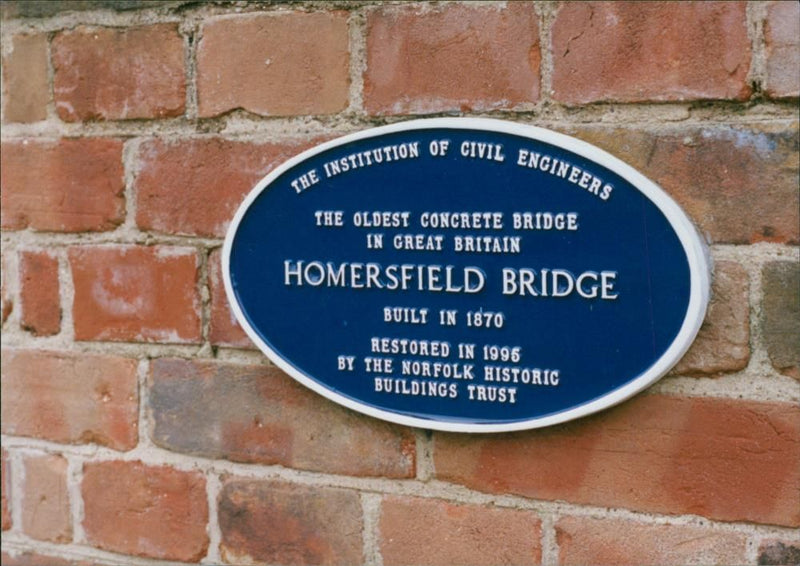 THE INSTITUTION OF CIVIL ENGINEERS
THE OLDEST CONCRETE BRIDGE
IN GREAT BRITAIN
HOMERSFIELD BRIDGE
BUILT IN 1870
RESTORED IN 1995
BY THE NORFOLK HISTORIC
BUILDINGS TRUST